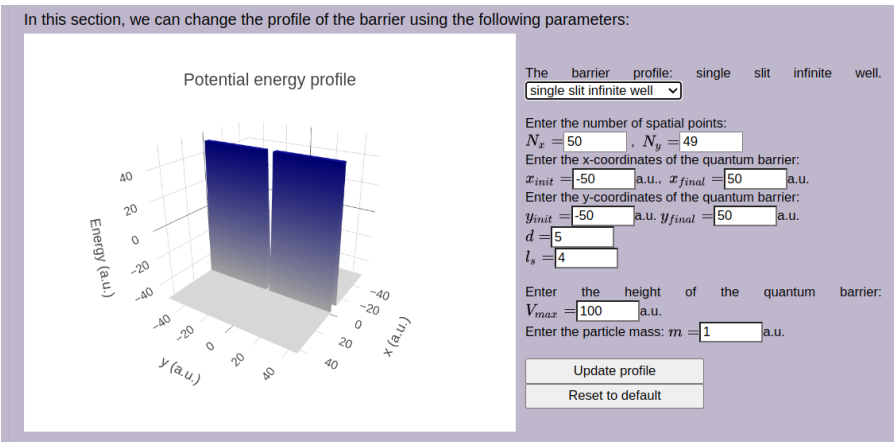 In this section, we can change the profile of the barrier using the following parameters:
Potential energy profile
40
20
0
−20
−40
Energy (a.u.)
−40
−20
0
20
40
y (a.u.)
−40
−20
0
20
40
x (a.u.)
The barrier profile: single slit infinite well.
single slit infinite well
Enter the number of spatial points:
Nx = 50 , Ny = 49
Enter the x-coordinates of the quantum barrier:
xinit = -50 a.u., xfinal = 50 a.u.
Enter the y-coordinates of the quantum barrier:
yinit = -50 a.u. yfinal = 50 a.u.
d = 5
ls = 4
Enter the height of the quantum barrier:
Vmax = 100 a.u.
Enter the particle mass: m = 1 a.u.
Update profile
Reset to default